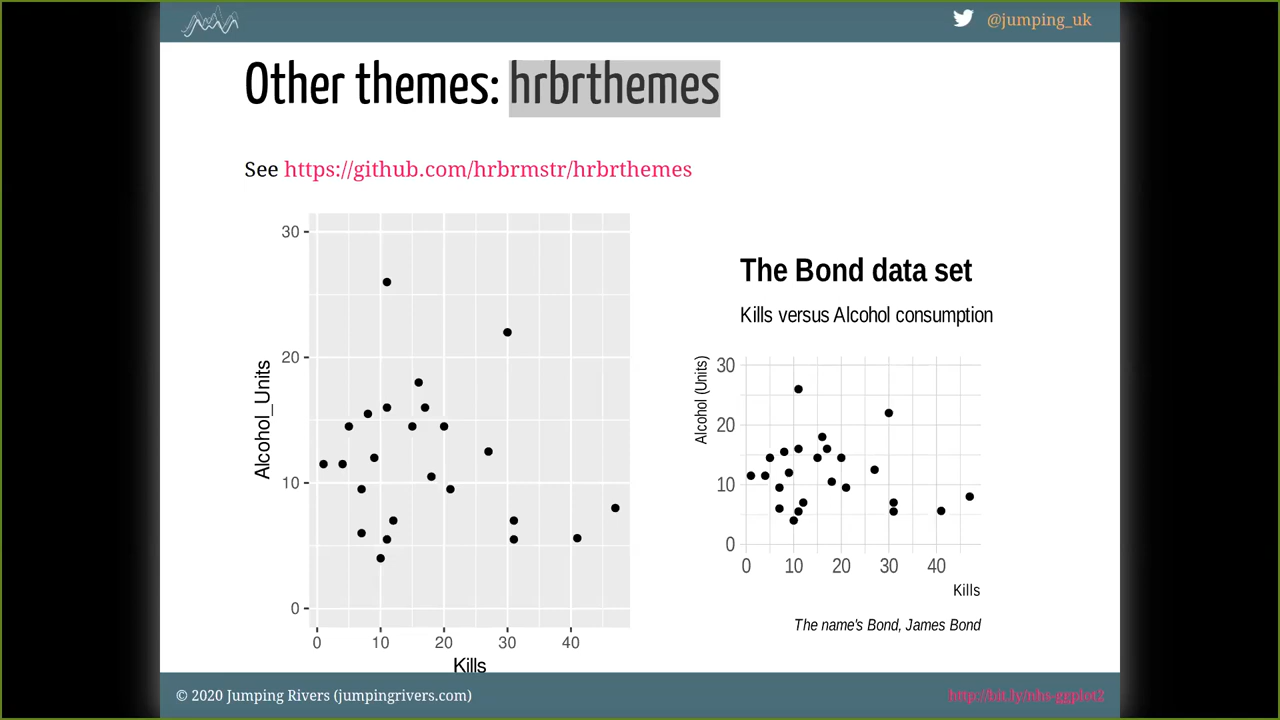 @jumping_uk
Other themes: hrbrthemes
See https://github.com/hrbrmstr/hrbrthemes
30
20
10
0
Alcohol_Units
0 10 20 30 40
Kills
The Bond data set
Kills versus Alcohol consumption
Alcohol (Units)
30
20
10
0
0 10 20 30 40
Kills
The name's Bond, James Bond
© 2020 Jumping Rivers (jumpingrivers.com)
http://bit.ly/nhs-ggplot2